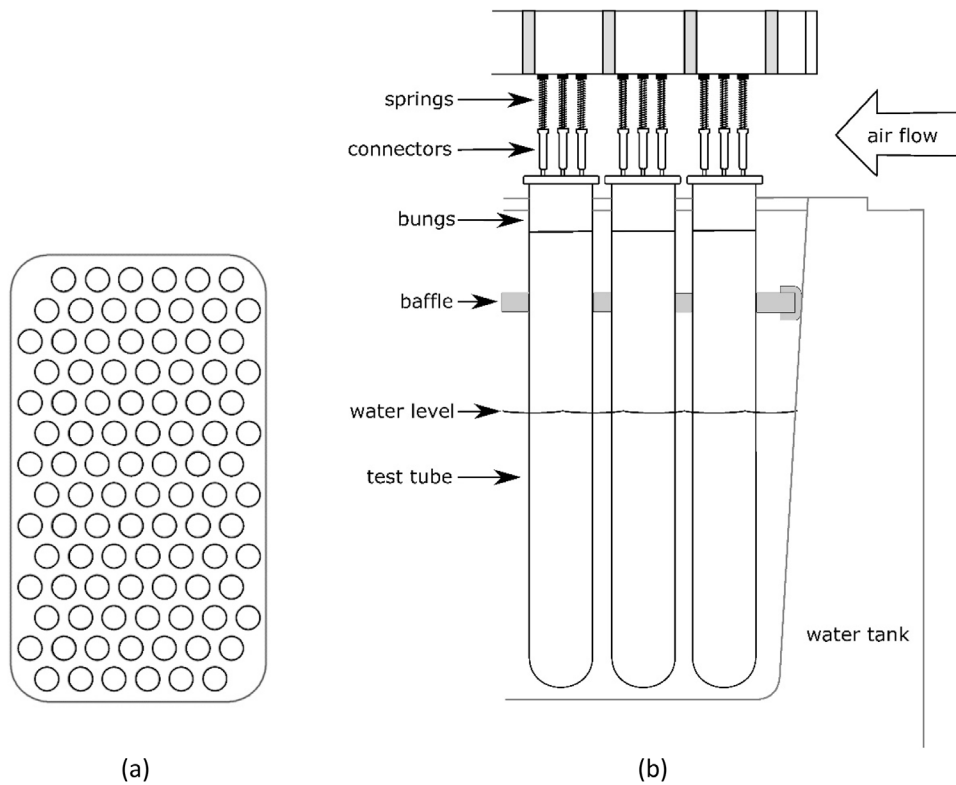 springs
connectors
air flow
bungs
baffle
water level
test tube
water tank
(a)
(b)